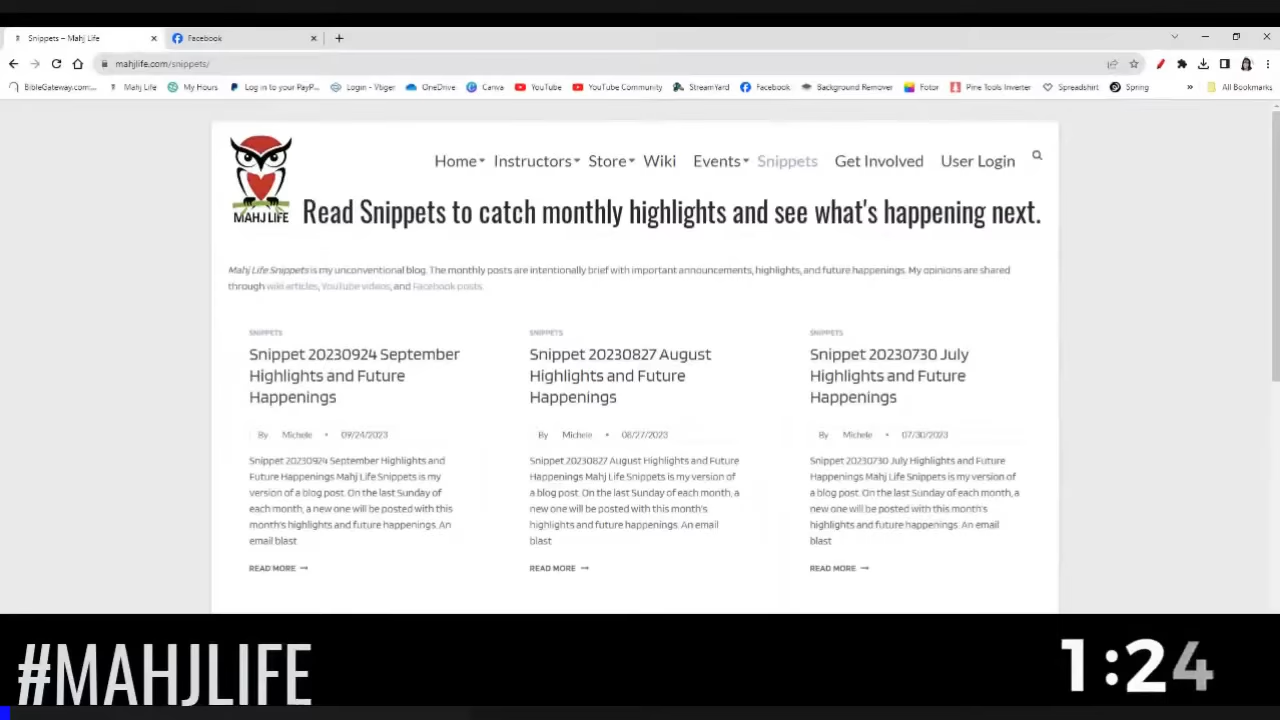 Snippets – Mahj Life
Facebook
mahjlife.com/snippets/
BibleGateway.com:... Mahj Life My Hours Log in to your PayP... Login - Vtiger OneDrive Canva YouTube YouTube Community StreamYard Facebook Background Remover Fotor Pine Tools Inverter Spreadshirt Spring » All Bookmarks
Home Instructors Store Wiki Events Snippets Get Involved User Login
MAHJ LIFE
Read Snippets to catch monthly highlights and see what's happening next.
Mahj Life Snippets is my unconventional blog. The monthly posts are intentionally brief with important announcements, highlights, and future happenings. My opinions are shared
through wiki articles, YouTube videos, and Facebook posts.
SNIPPETS
Snippet 20230924 September
Highlights and Future
Happenings
By Michele • 09/24/2023
Snippet 20230924 September Highlights and
Future Happenings Mahj Life Snippets is my
version of a blog post. On the last Sunday of
each month, a new one will be posted with this
month's highlights and future happenings. An
email blast
READ MORE
SNIPPETS
Snippet 20230827 August
Highlights and Future
Happenings
By Michele • 08/27/2023
Snippet 20230827 August Highlights and Future
Happenings Mahj Life Snippets is my version of
a blog post. On the last Sunday of each month, a
new one will be posted with this month's
highlights and future happenings. An email
blast
READ MORE
SNIPPETS
Snippet 20230730 July
Highlights and Future
Happenings
By Michele • 07/30/2023
Snippet 20230730 July Highlights and Future
Happenings Mahj Life Snippets is my version of
a blog post. On the last Sunday of each month, a
new one will be posted with this month's
highlights and future happenings. An email
blast
READ MORE
#MAHJLIFE
1:24